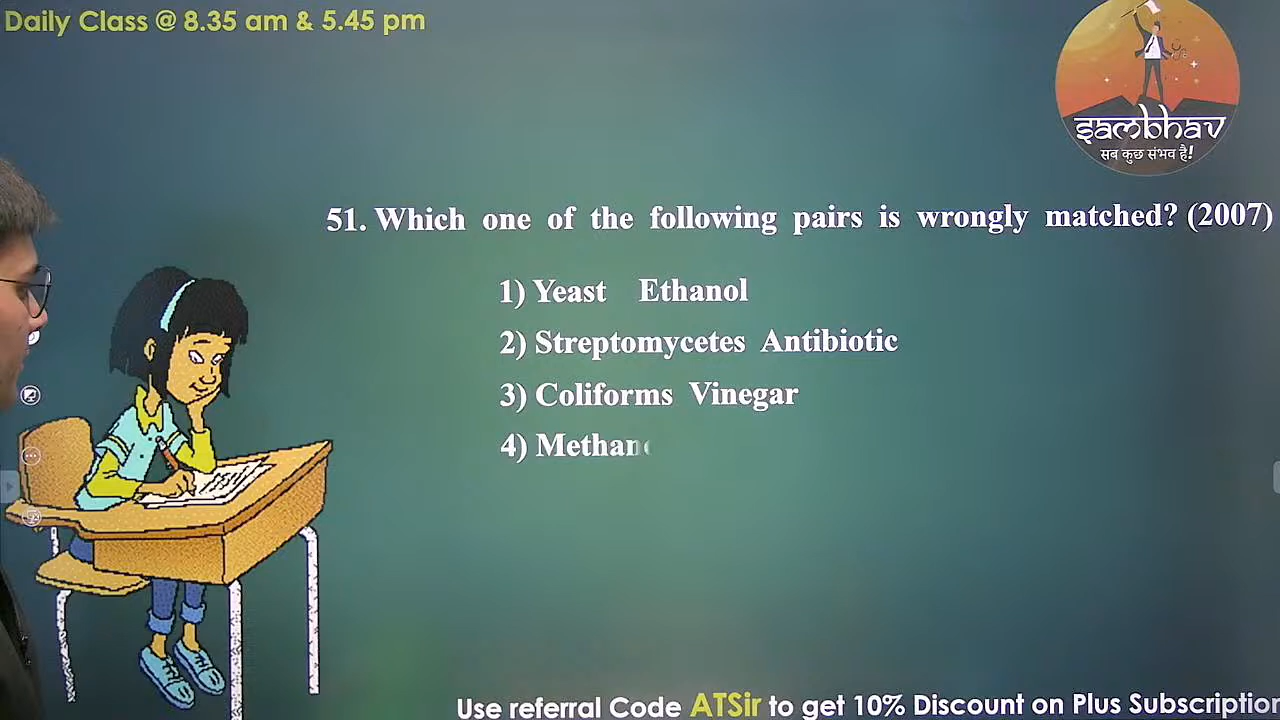 Daily Class @ 8.35 am & 5.45 pm
sambhav
सब कुछ संभव है!
51. Which one of the following pairs is wrongly matched? (2007)
1) Yeast Ethanol
2) Streptomycetes Antibiotic
3) Coliforms Vinegar
4) Methan
Use referral Code ATSir to get 10% Discount on Plus Subscription